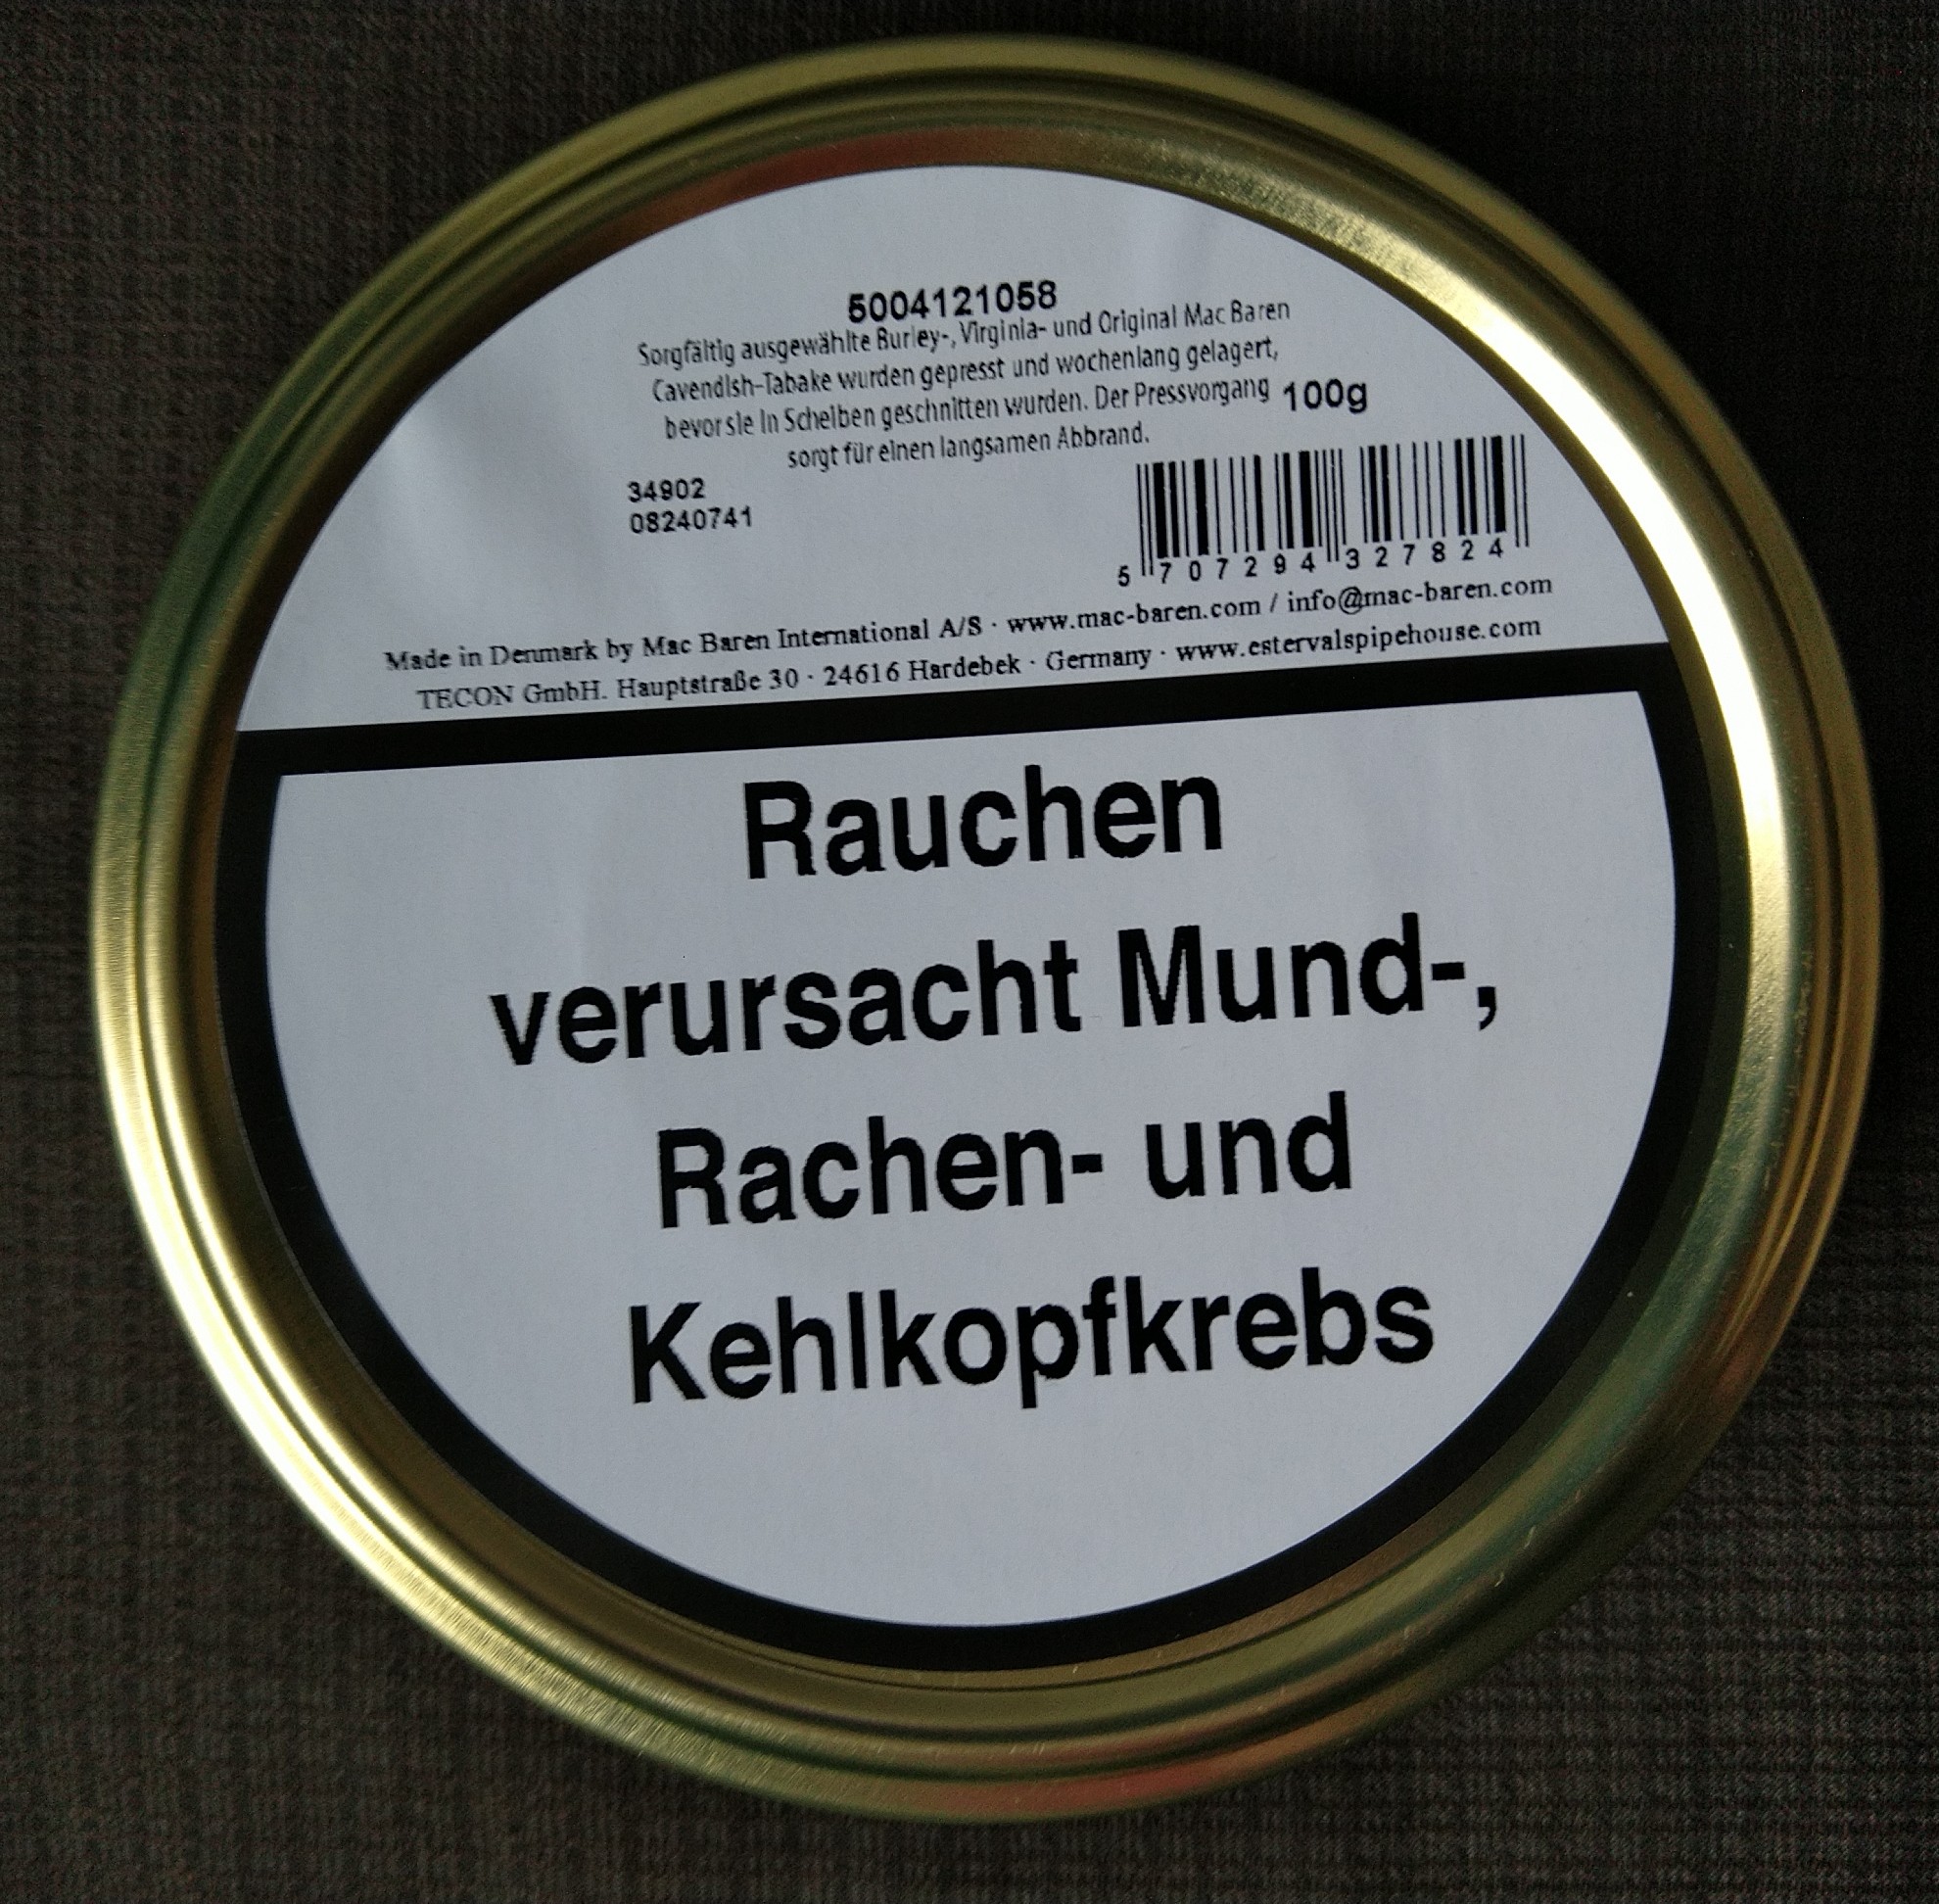 5004121058
Sorgfältig ausgewählte Burley-, Virginia- und Original Mac Baren
Cavendish-Tabake wurden gepresst und wochenlang gelagert,
bevor sie in Scheiben geschnitten wurden. Der Pressvorgang
100g
sorgt für einen langsamen Abbrand.
34902
08240741
5 707294 327824
Made in Denmark by Mac Baren International A/S · www.mac-baren.com / info@mac-baren.com
TECON GmbH. Hauptstraße 30 · 24616 Hardebek · Germany · www.estervalspipehouse.com
Rauchen
verursacht Mund-,
Rachen- und
Kehlkopfkrebs